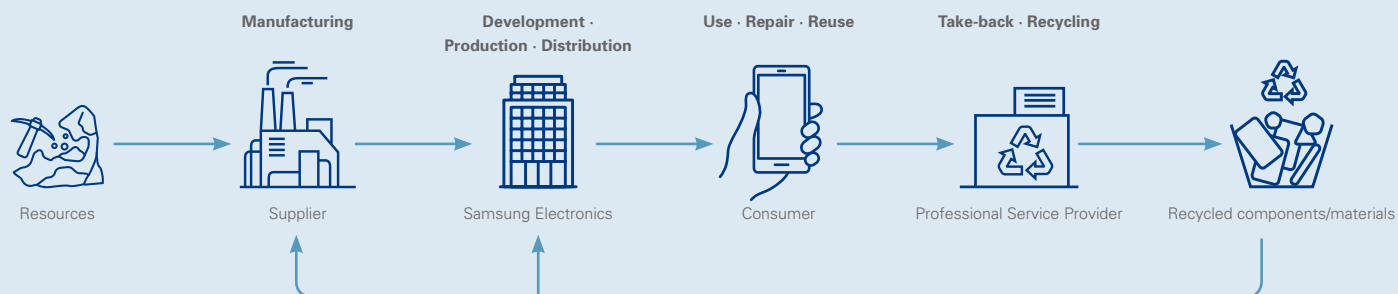 Manufacturing
Development ·
Production · Distribution
Use · Repair · Reuse
Take-back · Recycling
Resources
Supplier
Samsung Electronics
Consumer
Professional Service Provider
Recycled components/materials